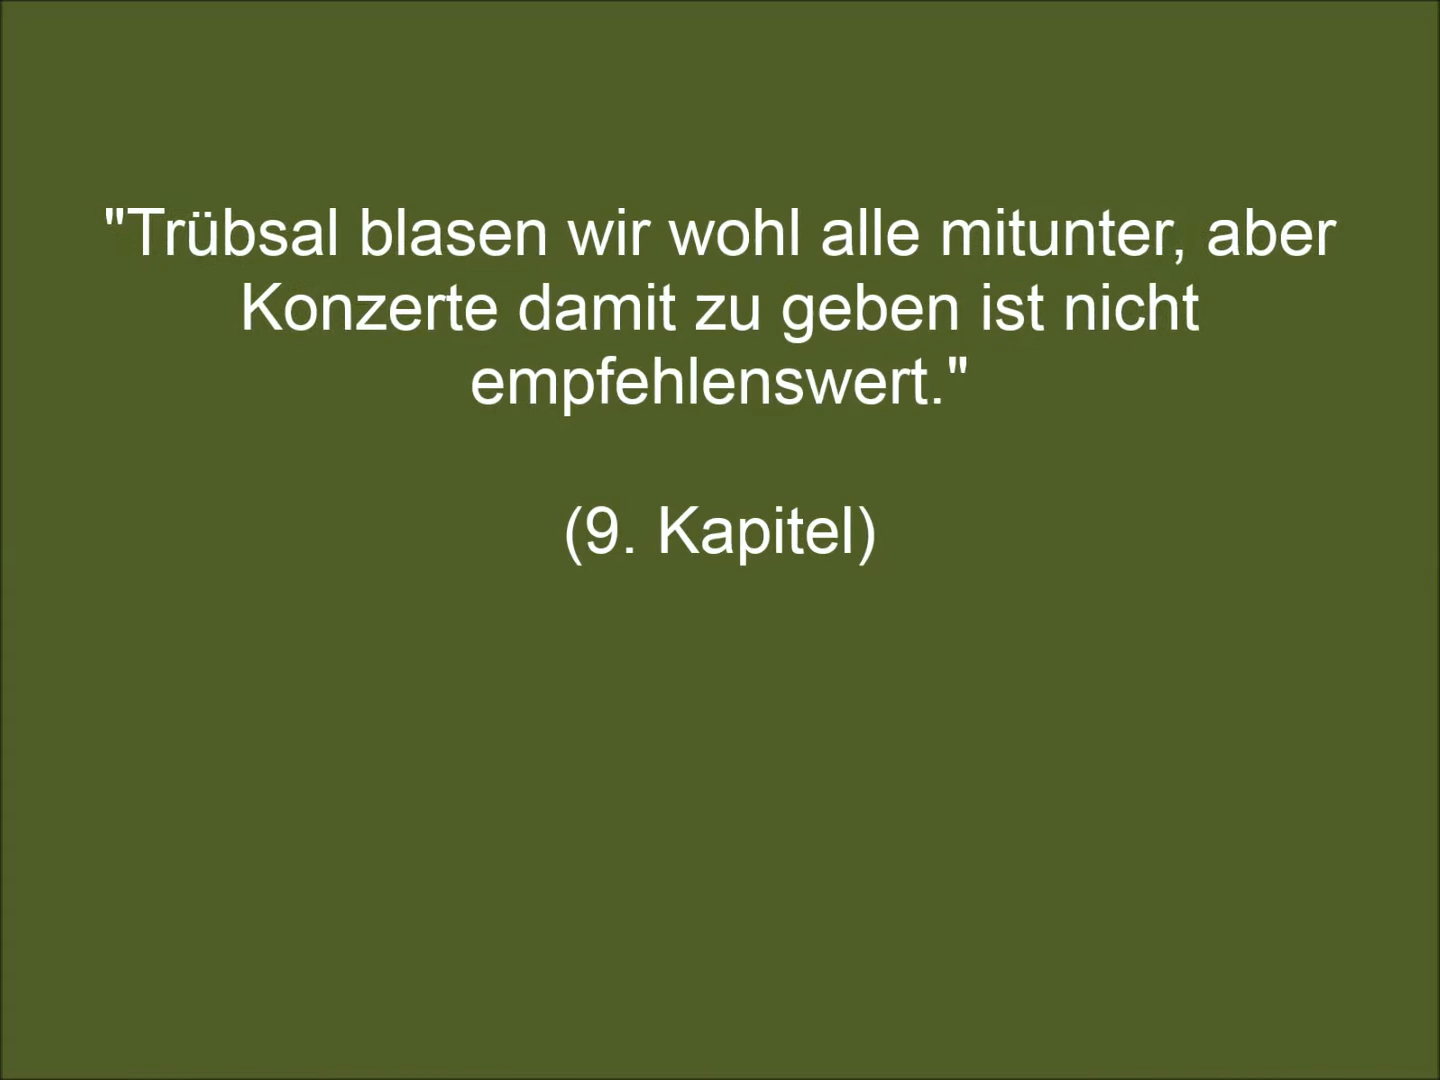 "Trübsal blasen wir wohl alle mitunter, aber
Konzerte damit zu geben ist nicht
empfehlenswert."
(9. Kapitel)